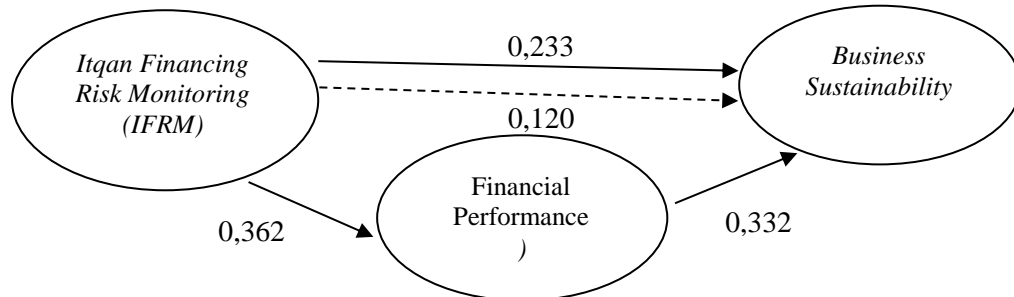 Itqan Financing
Risk Monitoring
(IFRM)
0,233
0,120
Business
Sustainability
0,362
Financial
Performance
)
0,332